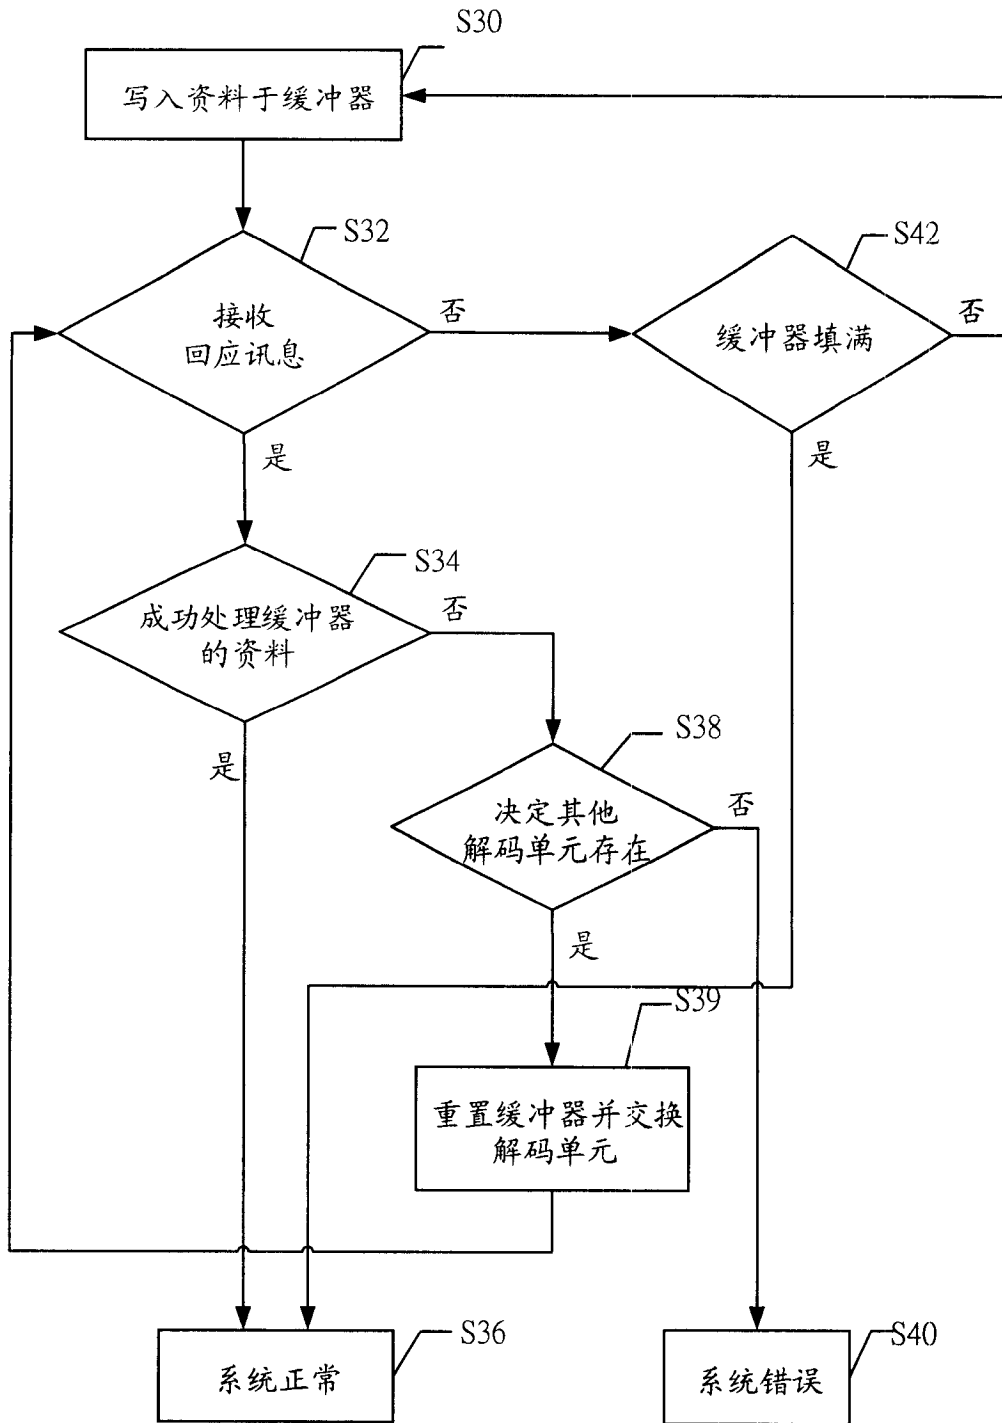 S30
写入资料于缓冲器
S32
接收
回应讯息
否
是
S42
缓冲器填满
否
是
S34
成功处理缓冲器
的资料
否
是
S38
决定其他
解码单元存在
否
是
S39
重置缓冲器并交换
解码单元
S36
系统正常
S40
系统错误